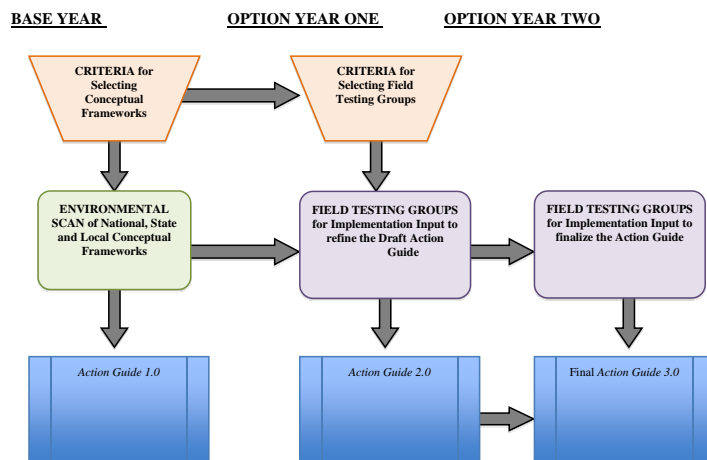 BASE YEAR
OPTION YEAR ONE
OPTION YEAR TWO
CRITERIA for
Selecting
Conceptual
Frameworks
CRITERIA for
Selecting Field
Testing Groups
ENVIRONMENTAL
SCAN of National, State
and Local Conceptual
Frameworks
FIELD TESTING GROUPS
for Implementation Input to
refine the Draft Action
Guide
FIELD TESTING GROUPS
for Implementation Input to
finalize the Action Guide
Action Guide 1.0
Action Guide 2.0
Final Action Guide 3.0